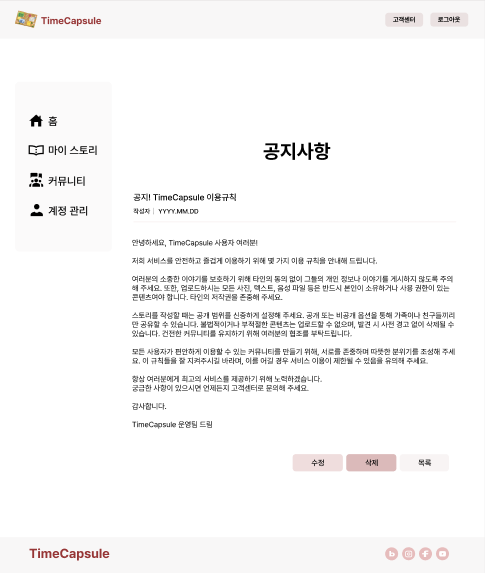 TimeCapsule
고객센터
로그아웃
홈
마이 스토리
커뮤니티
계정 관리
공지사항
공지! TimeCapsule 이용규칙
작성자 | YYYY.MM.DD
안녕하세요, TimeCapsule 사용자 여러분!
저희 서비스를 안전하고 즐겁게 이용하기 위해 몇 가지 이용 규칙을 안내해 드립니다.
여러분의 소중한 이야기를 보호하기 위해 타인의 동의 없이 그들의 개인 정보나 이야기를 게시하지 않도록 주의
해 주세요. 또한, 업로드하시는 모든 사진, 텍스트, 음성 파일 등은 반드시 본인이 소유하거나 사용 권한이 있는
콘텐츠여야 합니다. 타인의 저작권을 존중해 주세요.
스토리를 작성할 때는 공개 범위를 신중하게 설정해 주세요. 공개 또는 비공개 옵션을 통해 가족이나 친구들끼리
만 공유할 수 있습니다. 불법적이거나 부적절한 콘텐츠는 업로드할 수 없으며, 발견 시 사전 경고 없이 삭제될 수
있습니다. 건전한 커뮤니티를 유지하기 위해 여러분의 협조를 부탁드립니다.
모든 사용자가 편안하게 이용할 수 있는 커뮤니티를 만들기 위해, 서로를 존중하며 따뜻한 분위기를 조성해 주세
요. 이 규칙들을 잘 지켜주시길 바라며, 이를 어길 경우 서비스 이용이 제한될 수 있음을 유의해 주세요.
항상 여러분에게 최고의 서비스를 제공하기 위해 노력하겠습니다.
궁금한 사항이 있으시면 언제든지 고객센터로 문의해 주세요.
감사합니다.
TimeCapsule 운영팀 드림
수정
삭제
목록
TimeCapsule